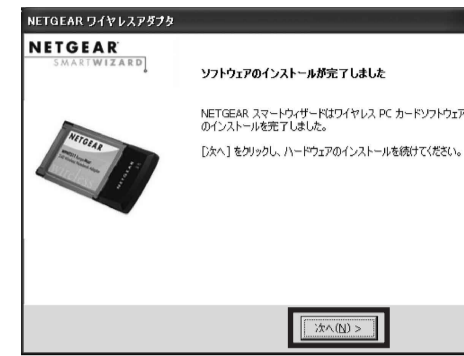 NETGEAR ワイヤレスアダプタ
NETGEAR
SMARTWIZARD
ソフトウェアのインストールが完了しました
NETGEAR スマートウィザードはワイヤレス PC カードソフトウェア
のインストールを完了しました。
[次へ] をクリックし、ハードウェアのインストールを続けてください。
NETGEAR
次へ(N) >